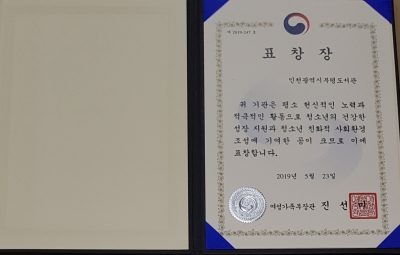 제 2019-147 호
표 창 장
인천광역시부평도서관
귀 기관은 평소 헌신적인 노력과
적극적인 활동으로 청소년의 건강한
성장 지원과 청소년 친화적 사회환경
조성에 기여한 공이 크므로 이에
표창합니다.
2019년 5월 23일
여성가족부장관 진 선 미